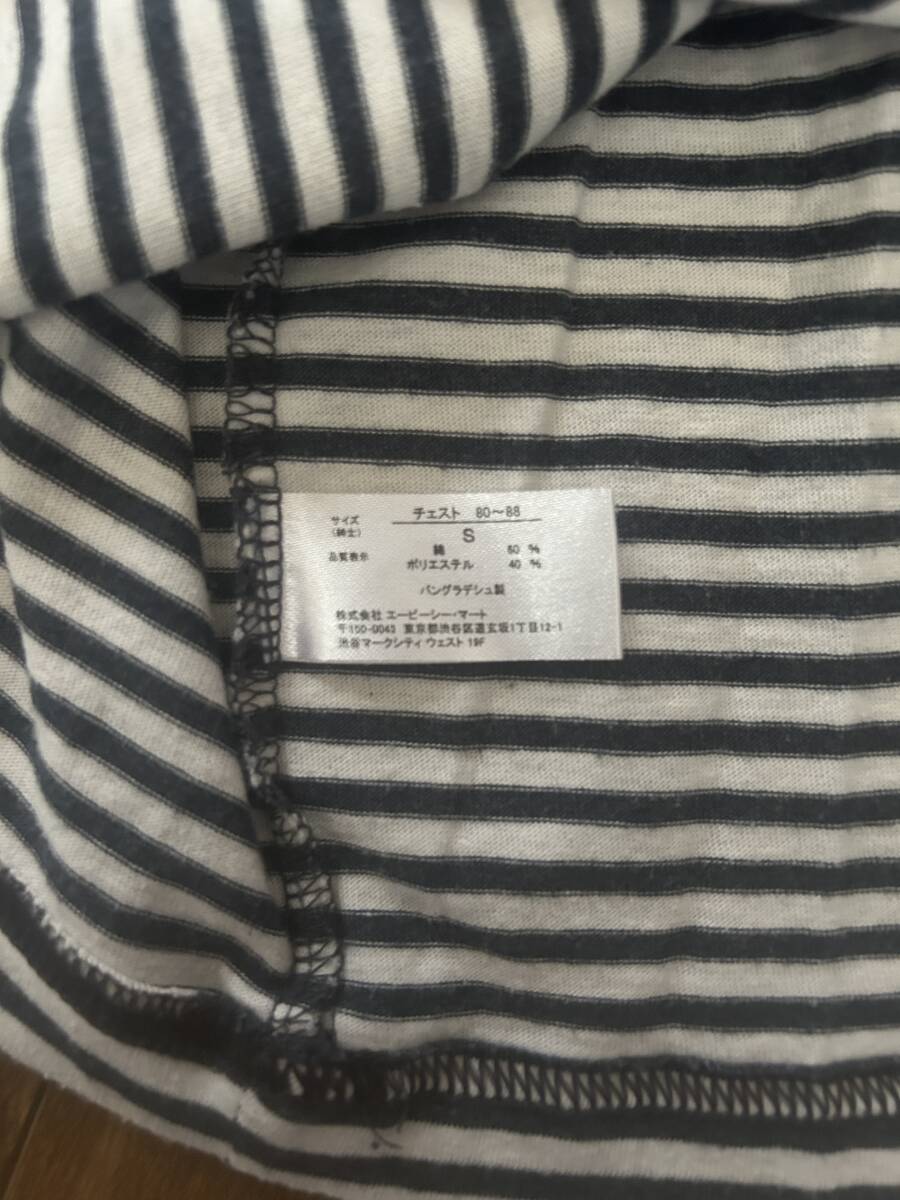 サイズ チェスト 80～88
(紳士) S
品質表示 綿 60 %
ポリエステル 40 %
バングラデシュ製
株式会社 エービーシー・マート
〒150-0043 東京都渋谷区道玄坂1丁目12-1
渋谷マークシティ ウェスト 19F